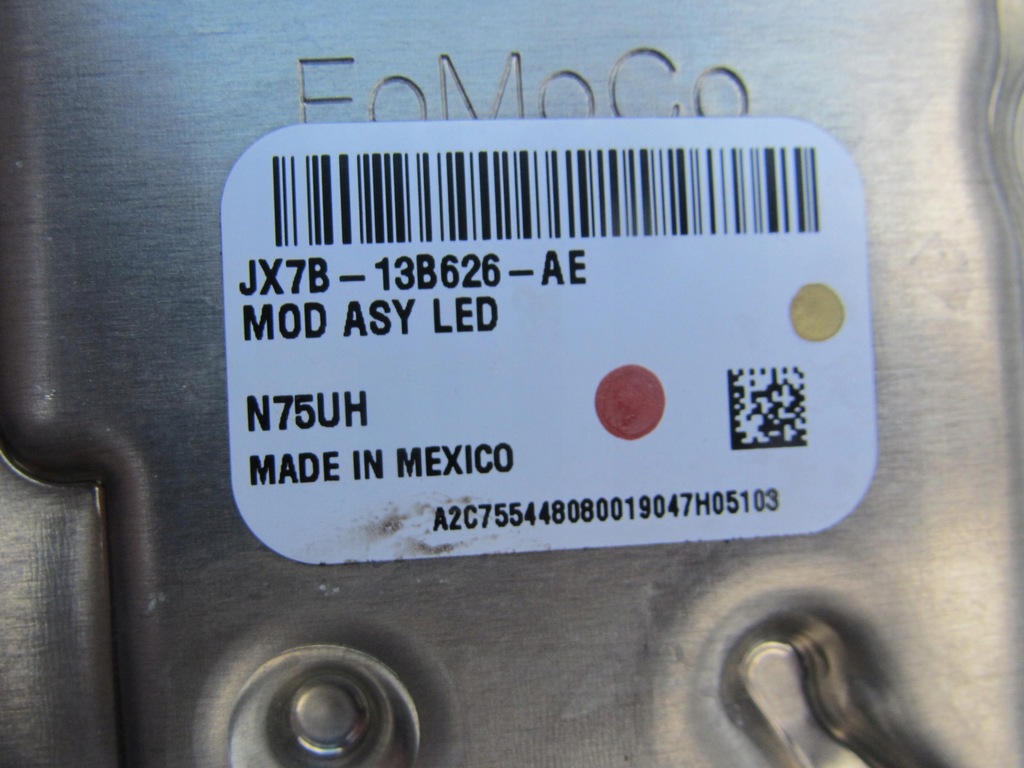 FoMoCo
JX7B-13B626-AE
MOD ASY LED
N75UH
MADE IN MEXICO
A2C755448080019047H05103